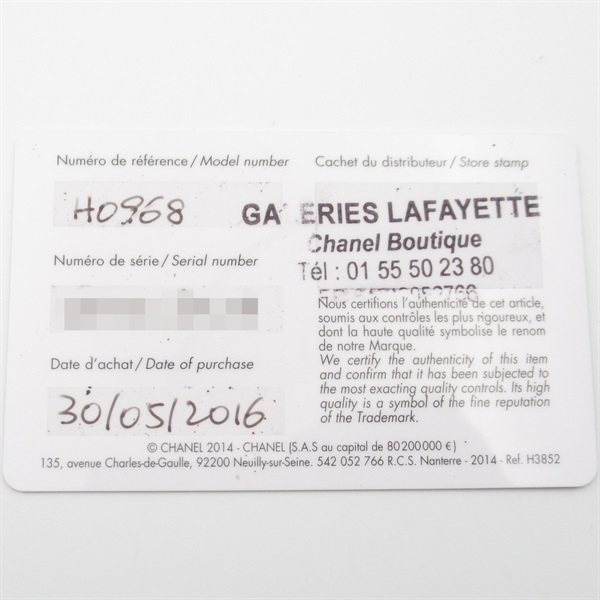 Numéro de référence / Model number
H0968
Numéro de série / Serial number
Date d'achat / Date of purchase
30/05/2016
Cachet du distributeur / Store stamp
GALERIES LAFAYETTE
Chanel Boutique
Tél : 01 55 50 23 80
Nous certifions l'authenticité de cet article,
soumis aux contrôles les plus rigoureux, et
dont la haute qualité symbolise le renom
de notre Marque.
We certify the authenticity of this item
and confirm that it has been subjected to
the most exacting quality controls. Its high
quality is a symbol of the fine reputation
of the Trademark.
© CHANEL 2014 - CHANEL (S.A.S au capital de 80 200 000 €)
135, avenue Charles-de-Gaulle, 92200 Neuilly-sur-Seine. 542 052 766 R.C.S. Nanterre - 2014 - Ref. H3852